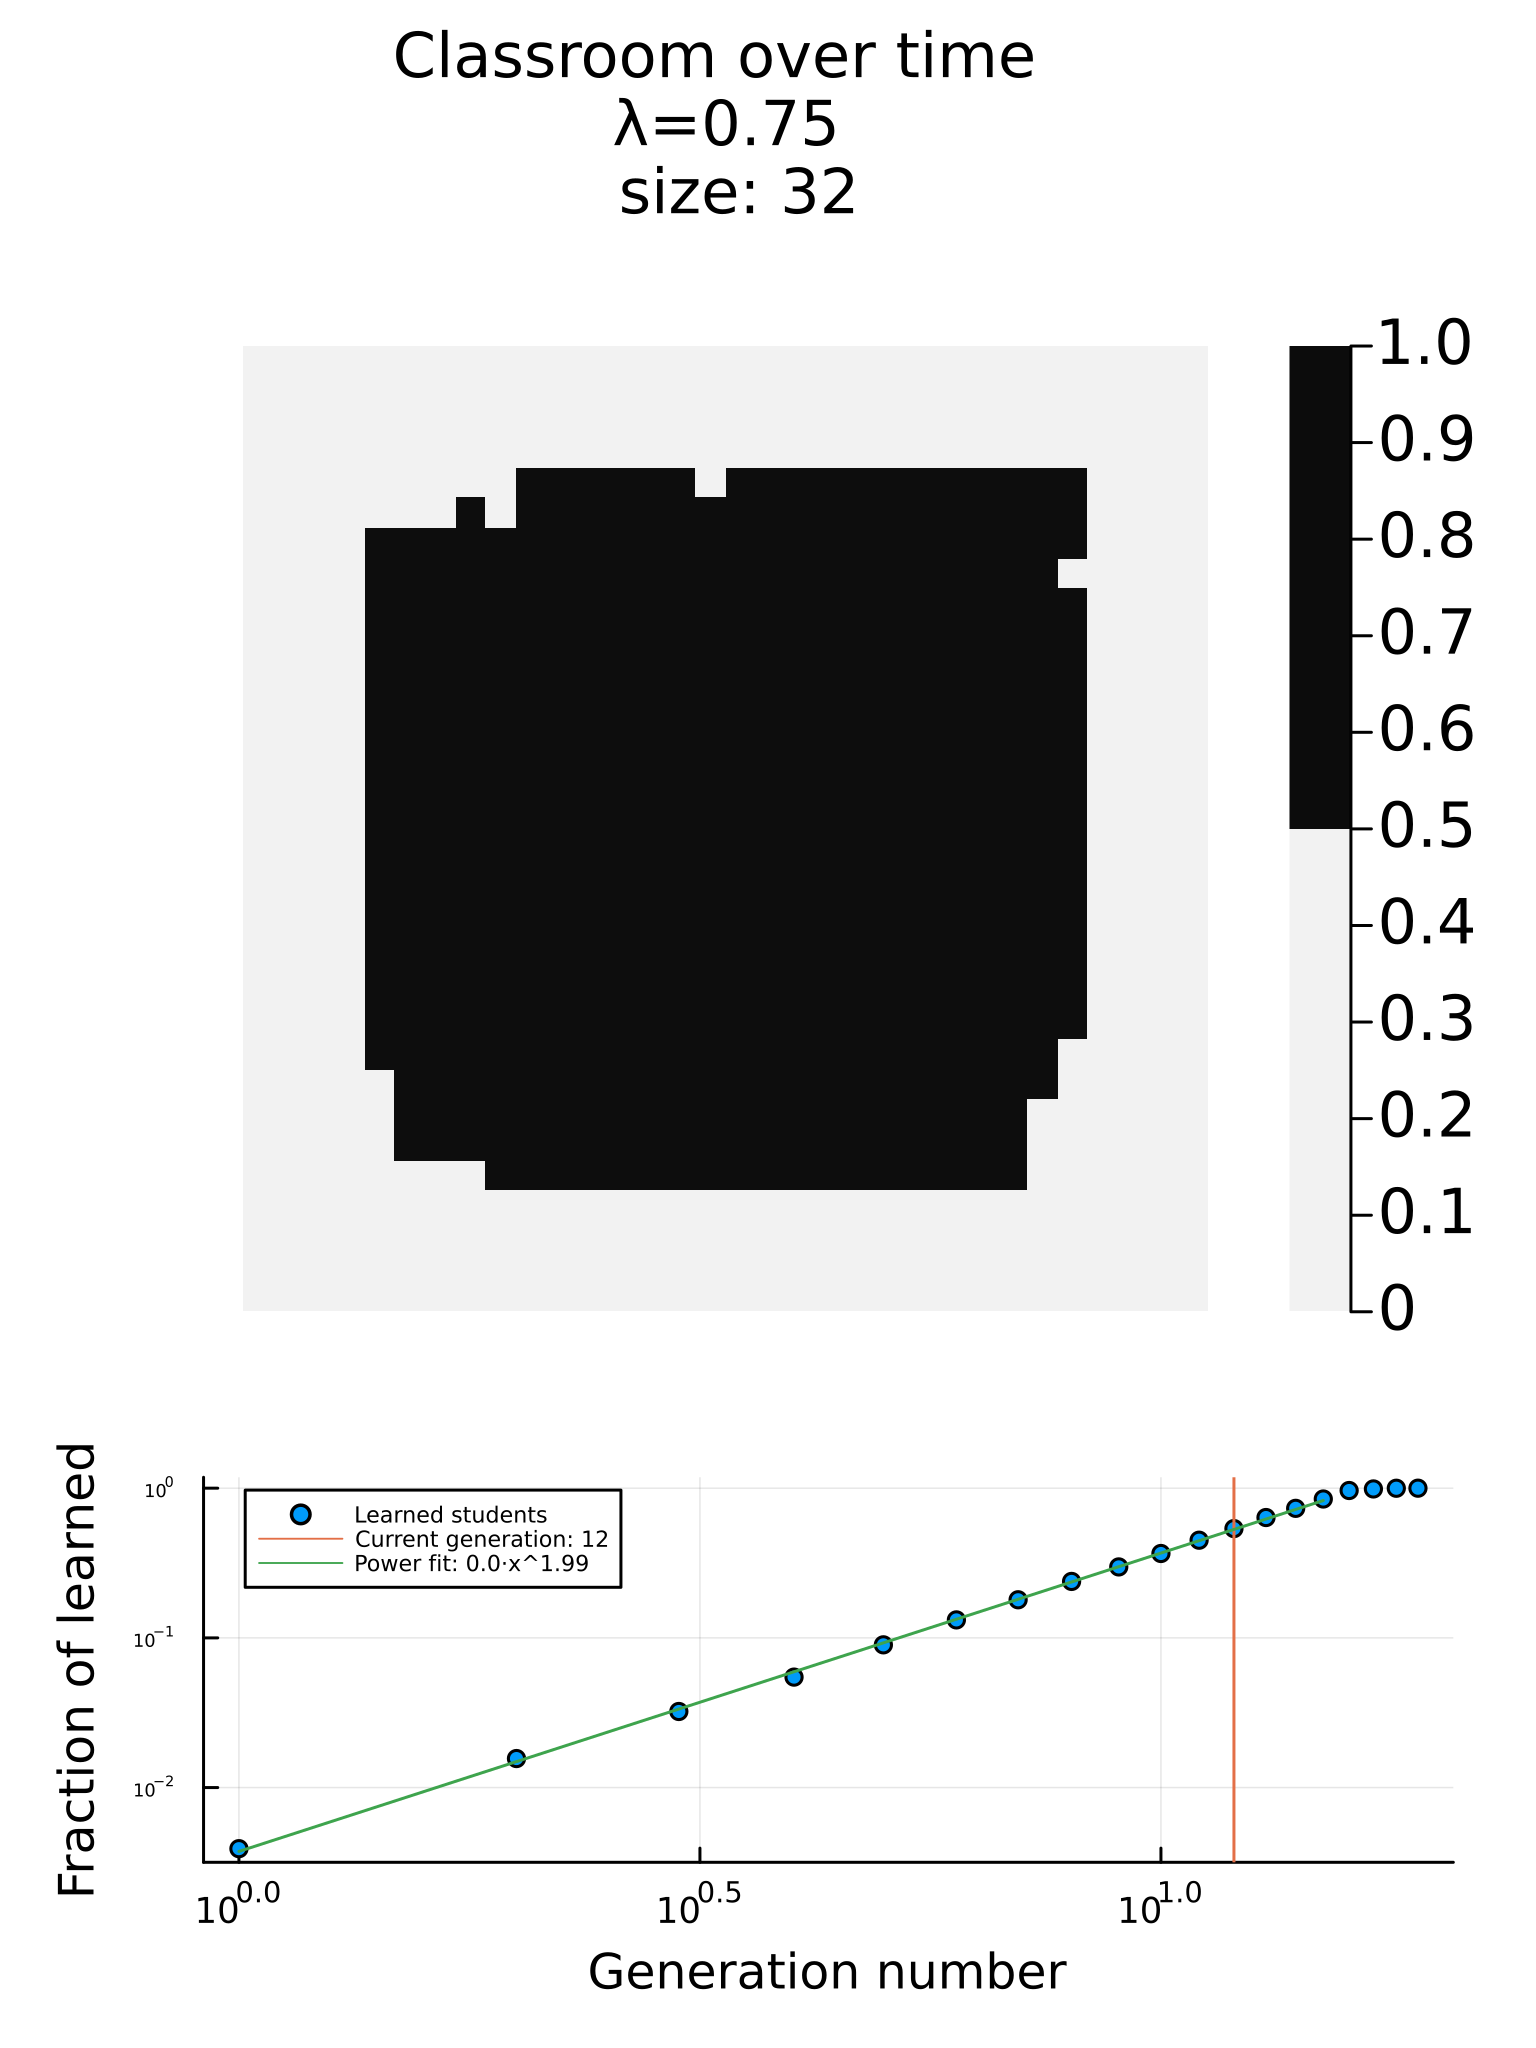 Classroom over time
λ=0.75
size: 32
1.0
0.9
0.8
0.7
0.6
0.5
0.4
0.3
0.2
0.1
0
Fraction of learned
10^0
10^-1
10^-2
Learned students
Current generation: 12
Power fit: 0.0·x^1.99
10^0.0
10^0.5
10^1.0
Generation number